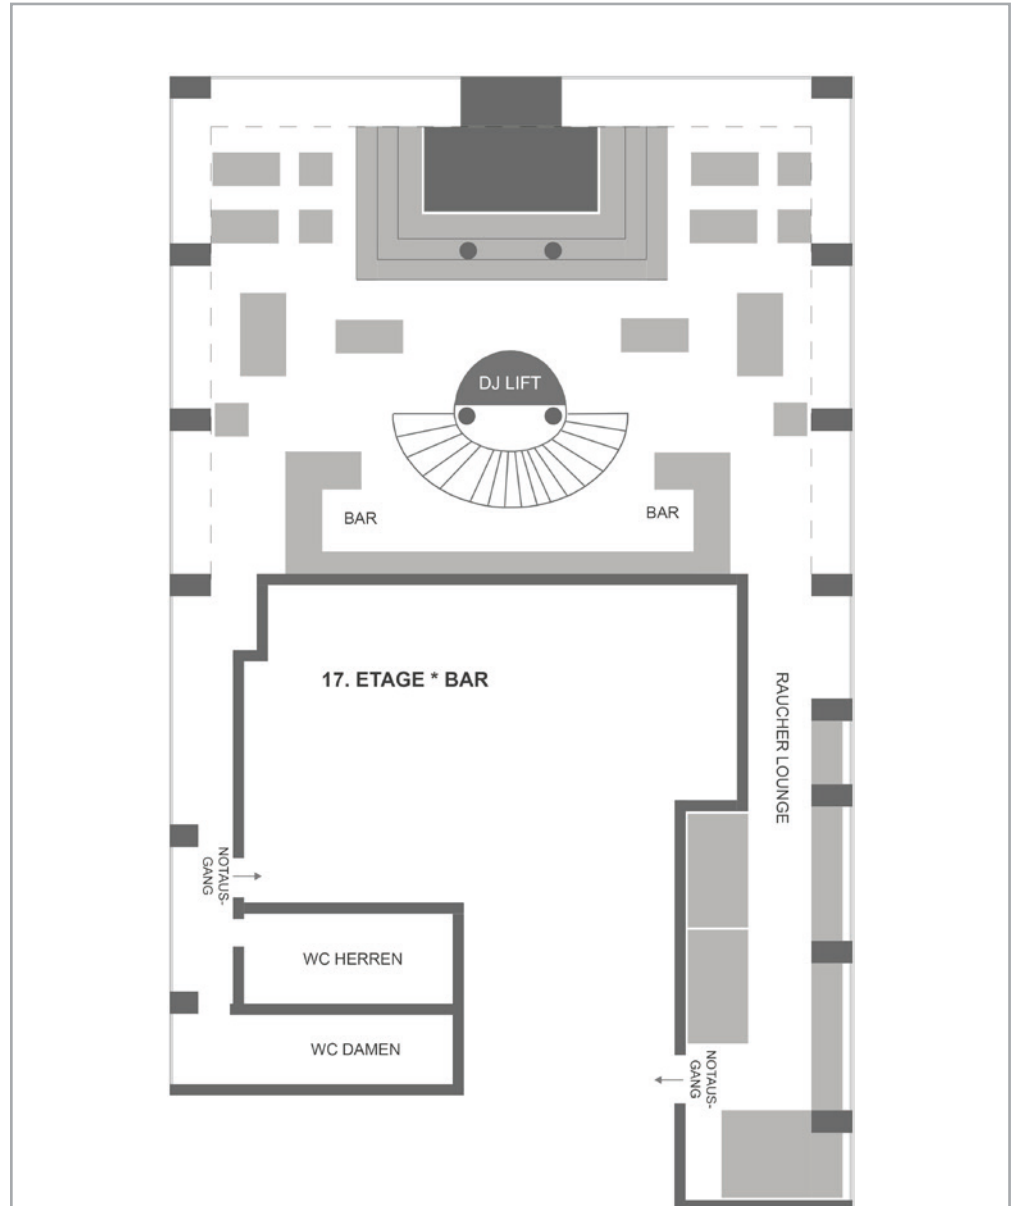 DJ LIFT
BAR
BAR
17. ETAGE * BAR
RAUCHER LOUNGE
NOTAUS-
GANG
WC HERREN
WC DAMEN
NOTAUS-
GANG